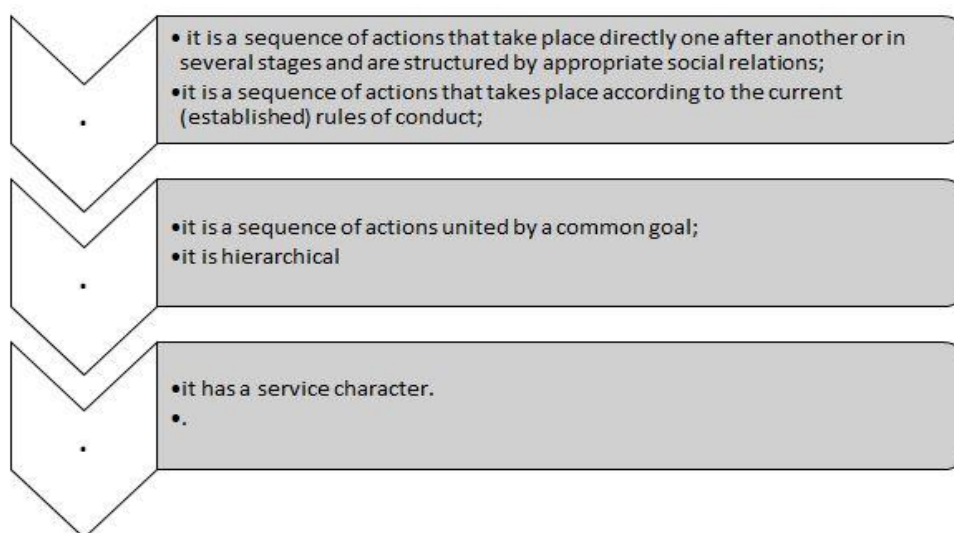 .
• it is a sequence of actions that take place directly one after another or in
several stages and are structured by appropriate social relations;
•it is a sequence of actions that takes place according to the current
(established) rules of conduct;
.
•it is a sequence of actions united by a common goal;
•it is hierarchical
.
•it has a service character.
•.